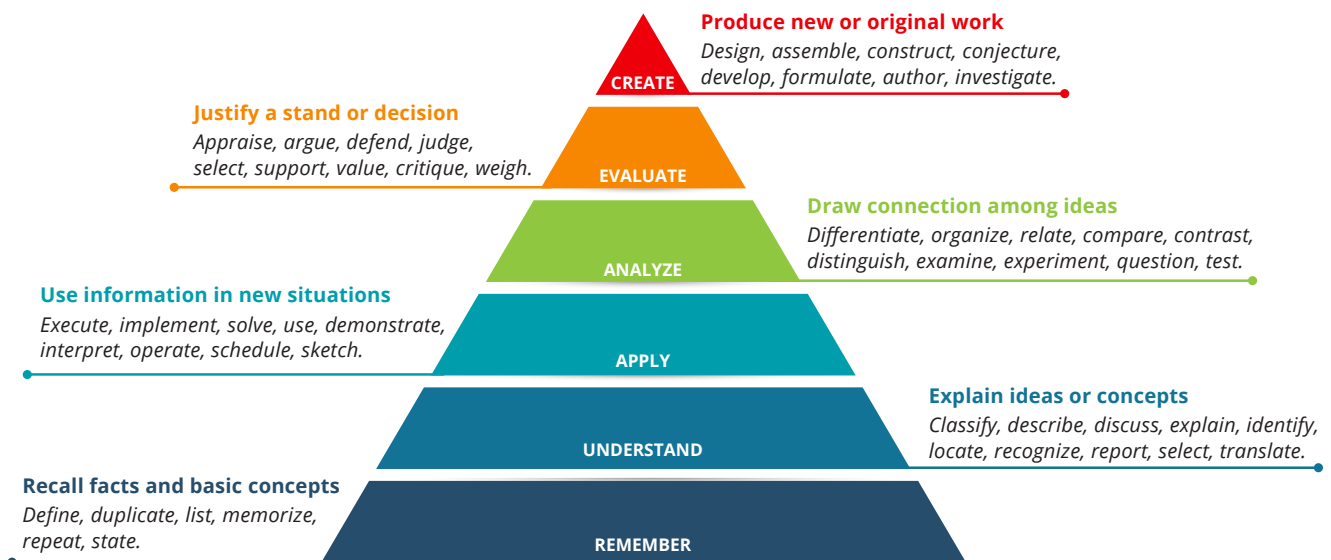 Produce new or original work
Design, assemble, construct, conjecture,
develop, formulate, author, investigate.
CREATE
Justify a stand or decision
Appraise, argue, defend, judge,
select, support, value, critique, weigh.
EVALUATE
Draw connection among ideas
Differentiate, organize, relate, compare, contrast,
distinguish, examine, experiment, question, test.
ANALYZE
Use information in new situations
Execute, implement, solve, use, demonstrate,
interpret, operate, schedule, sketch.
APPLY
Explain ideas or concepts
Classify, describe, discuss, explain, identify,
locate, recognize, report, select, translate.
UNDERSTAND
Recall facts and basic concepts
Define, duplicate, list, memorize,
repeat, state.
REMEMBER